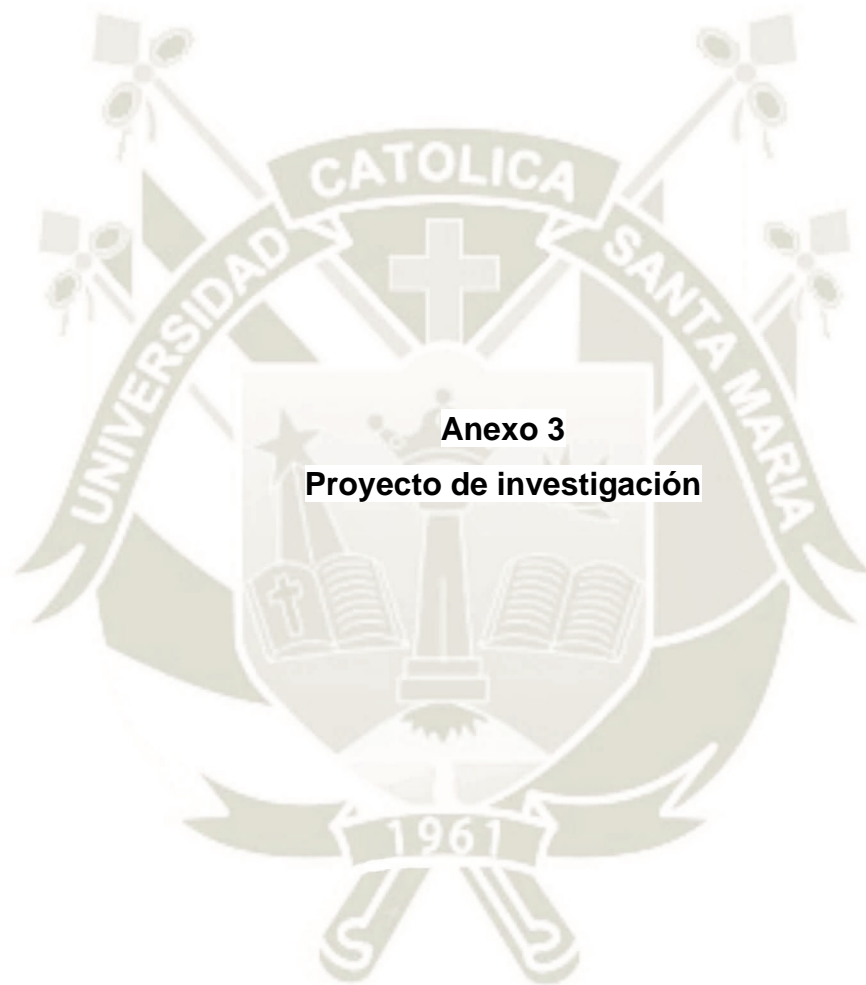 UNIVERSIDAD
CATOLICA
SANTA MARIA
Anexo 3
Proyecto de investigación
1961